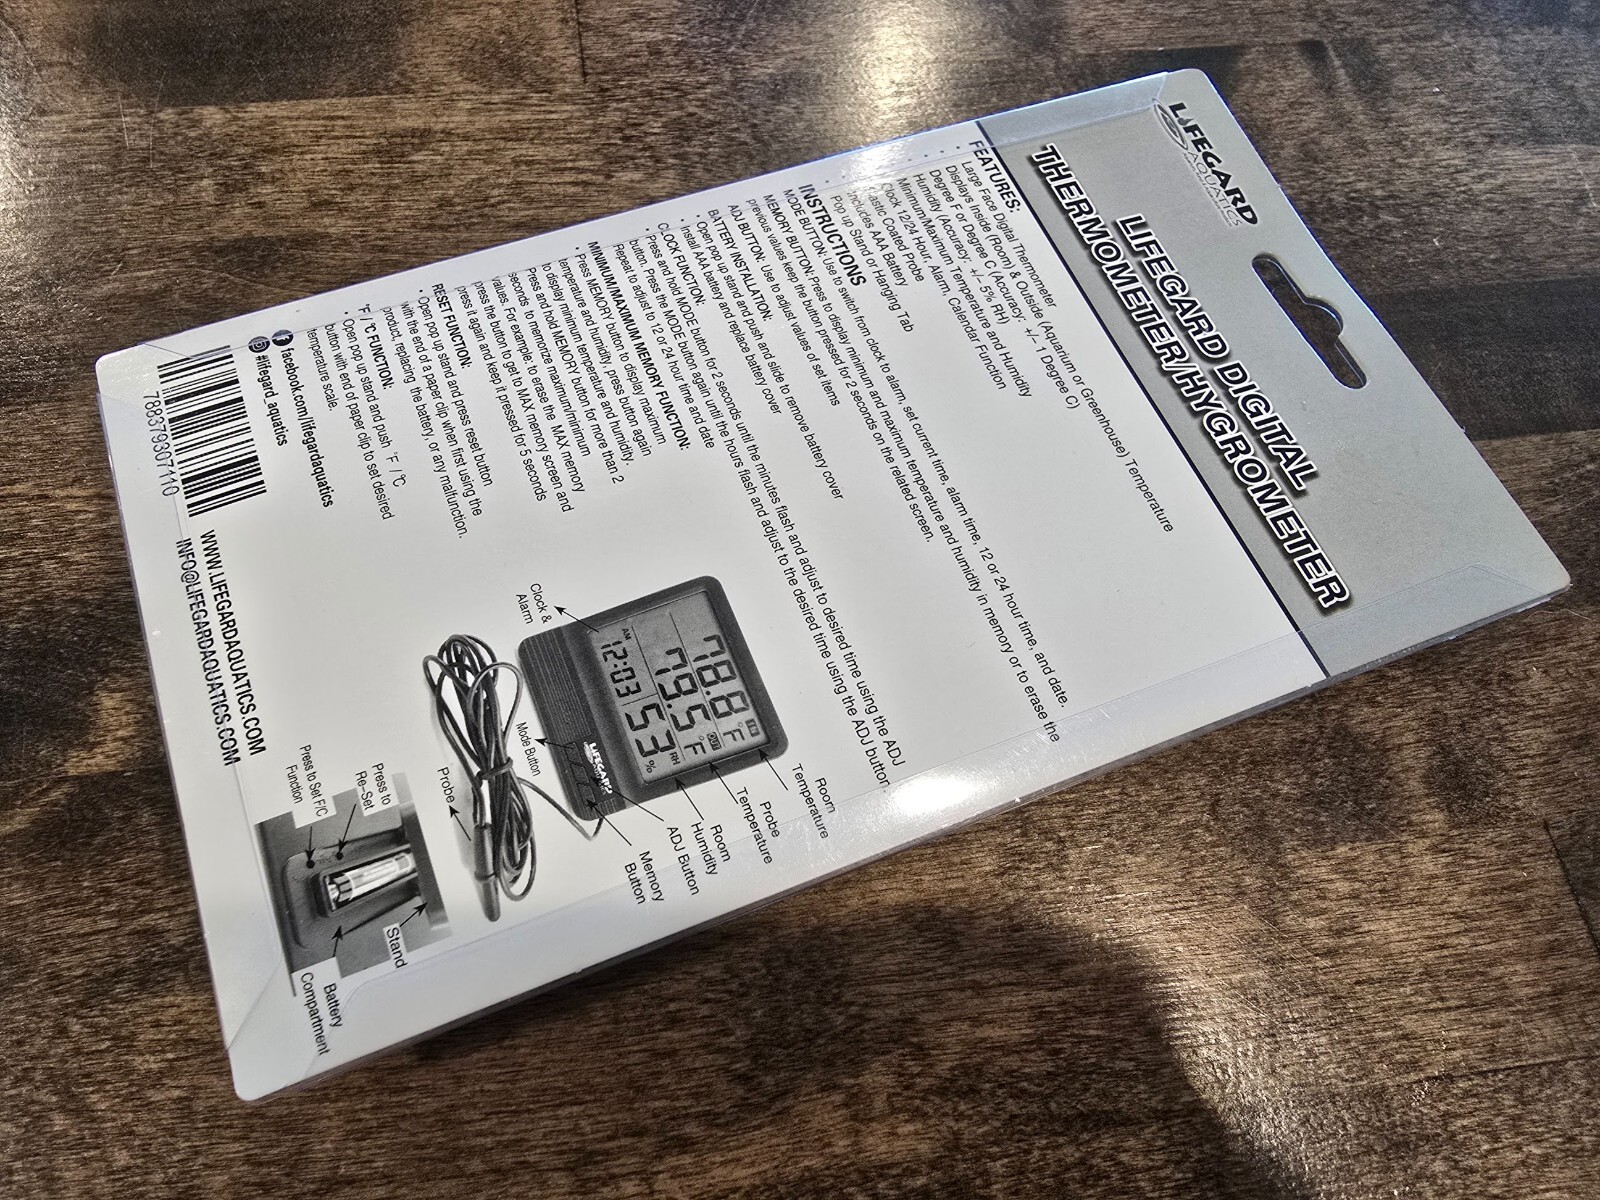 LIFEGARD
AQUATICS
LIFEGARD DIGITAL
THERMOMETER/HYGROMETER
FEATURES:
Large Face Digital Thermometer
Displays Inside (Room) & Outside (Aquarium or Greenhouse) Temperature
Degree F or Degree C (Accuracy: +/– 1 Degree C)
Humidity (Accuracy: +/– 5% RH)
Minimum/Maximum Temperature and Humidity
Clock 12/24 Hour, Alarm, Calendar Function
Plastic Coated Probe
Includes AAA Battery
Pop up Stand or Hanging Tab
INSTRUCTIONS
MODE BUTTON: Use to switch from clock to alarm, set current time, alarm time, 12 or 24 hour time, and date.
MEMORY BUTTON: Press to display minimum and maximum temperature and humidity in memory or to erase the
previous values keep the button pressed for 2 seconds on the related screen.
ADJ BUTTON: Use to adjust values of set items
BATTERY INSTALLATION:
• Open pop up stand and push and slide to remove battery cover
• Install AAA battery and replace battery cover
CLOCK FUNCTION:
• Press and hold MODE button for 2 seconds until the minutes flash and adjust to desired time using the ADJ
button. Press the MODE button again until the hours flash and adjust to the desired time using the ADJ button.
Repeat to adjust to 12 or 24 hour time and date
MINIMUM/MAXIMUM MEMORY FUNCTION:
• Press MEMORY button to display maximum
temperature and humidity, press button again
to display minimum temperature and humidity.
Press and hold MEMORY button for more than 2
seconds to memorize maximum/minimum
values. For example, to erase the MAX memory
press the button to get to MAX memory screen and
press it again and keep it pressed for 5 seconds
RESET FUNCTION:
• Open pop up stand and press reset button
with the end of a paper clip when first using the
product, replacing the battery, or any malfunction.
°F / °C FUNCTION:
• Open pop up stand and push °F / °C
button with end of paper clip to set desired
temperature scale.
facebook.com/lifegardaquatics
#lifegard_aquatics
788379307110
WWW.LIFEGARDAQUATICS.COM
INFO@LIFEGARDAQUATICS.COM
Clock &
Alarm
78.8 °F IN
79.5 °F OUT
AM 12:03 53 RH %
LIFEGARD
Room
Temperature
Probe
Temperature
Room
Humidity
ADJ Button
Memory
Button
Mode Button
Probe
Press to
Re–Set
Press to Set F/C
Function
Stand
Battery
Compartment